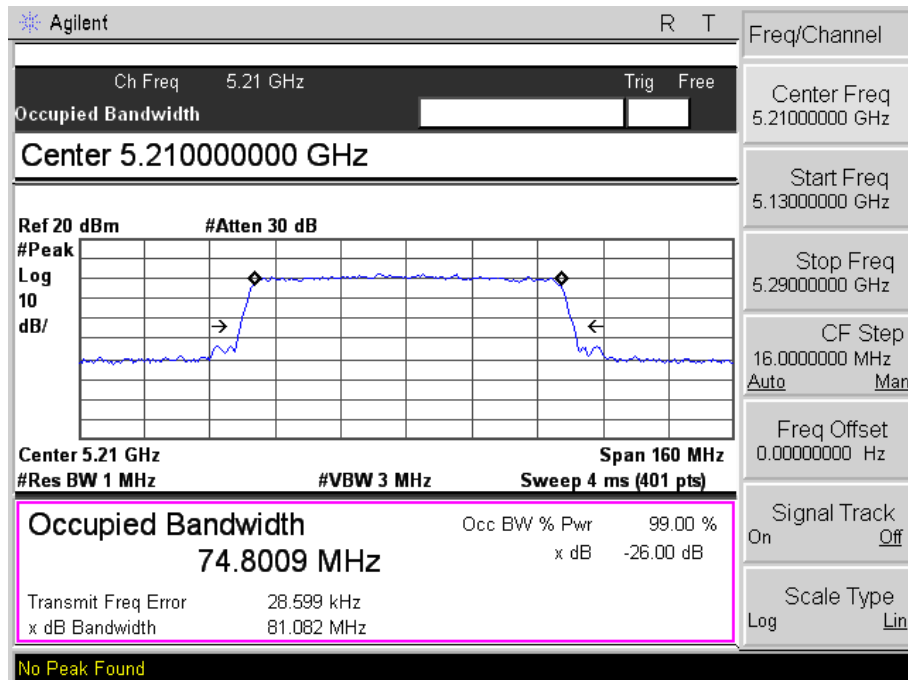 Agilent R T
Ch Freq 5.21 GHz Trig Free
Occupied Bandwidth
Center 5.210000000 GHz
Ref 20 dBm #Atten 30 dB
#Peak
Log
10
dB/
Center 5.21 GHz Span 160 MHz
#Res BW 1 MHz #VBW 3 MHz Sweep 4 ms (401 pts)
Occupied Bandwidth
74.8009 MHz
Occ BW % Pwr 99.00 %
x dB -26.00 dB
Transmit Freq Error 28.599 kHz
x dB Bandwidth 81.082 MHz
No Peak Found
Freq/Channel
Center Freq
5.21000000 GHz
Start Freq
5.13000000 GHz
Stop Freq
5.29000000 GHz
CF Step
16.0000000 MHz
Auto Man
Freq Offset
0.00000000 Hz
Signal Track
On Off
Scale Type
Log Lin